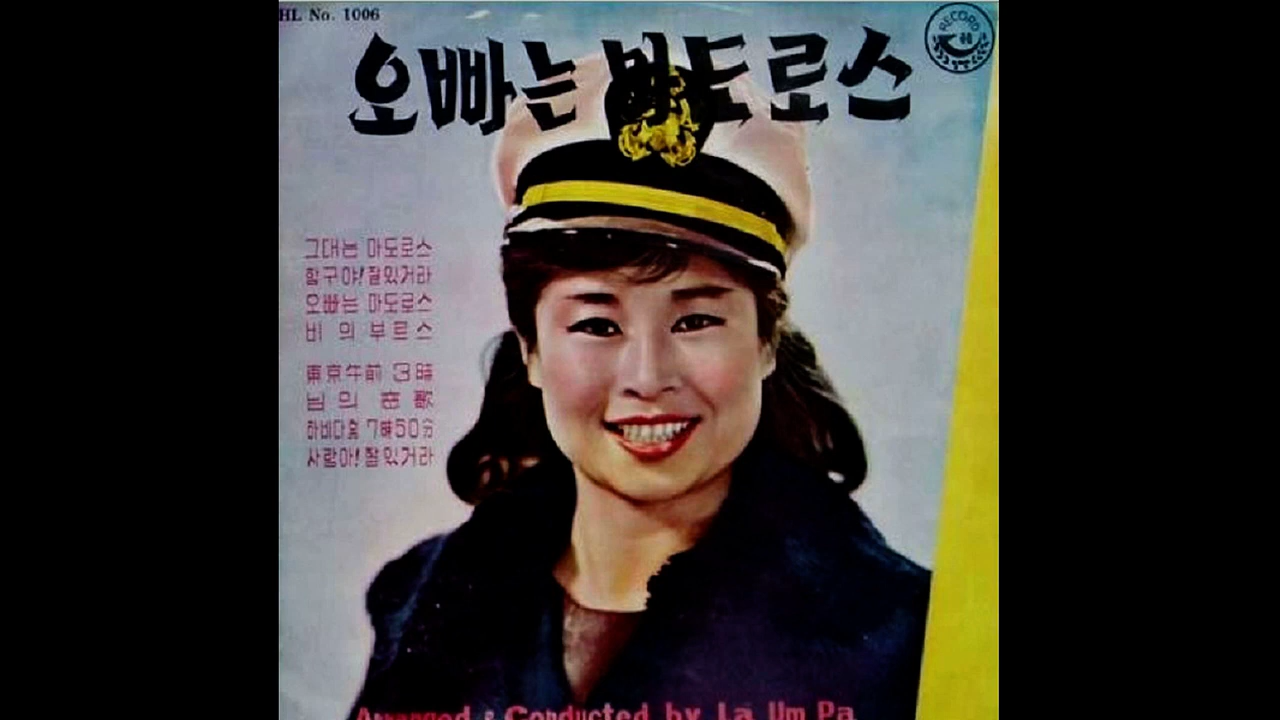 HL No. 1006
RECORD
오빠는 마도로스
그대는 마도로스
항구야! 잘있거라
오빠는 마도로스
비의 부르스
東京午前 3時
님의 恋歌
하바다發 7時50分
사랑아! 잘있거라
Arranged & Conducted by La Um Pa